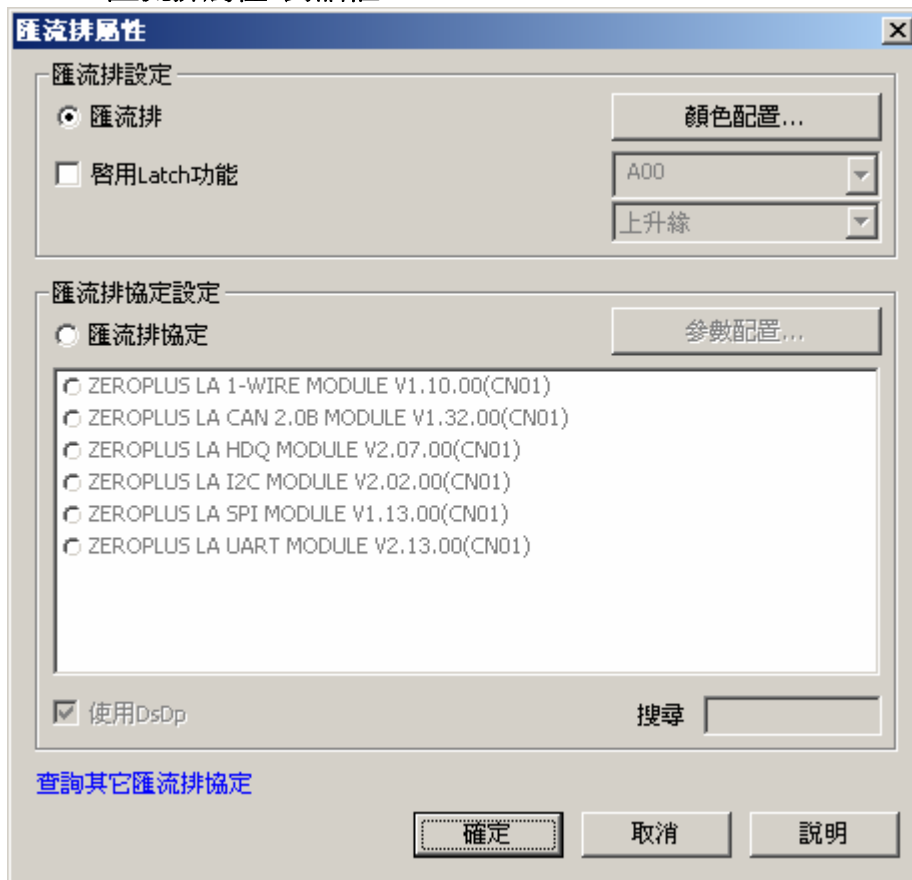 匯流排屬性
匯流排設定
匯流排
顏色配置...
啓用Latch功能
A00
上升緣
匯流排協定設定
匯流排協定
參數配置...
ZEROPLUS LA 1-WIRE MODULE V1.10.00(CN01)
ZEROPLUS LA CAN 2.0B MODULE V1.32.00(CN01)
ZEROPLUS LA HDQ MODULE V2.07.00(CN01)
ZEROPLUS LA I2C MODULE V2.02.00(CN01)
ZEROPLUS LA SPI MODULE V1.13.00(CN01)
ZEROPLUS LA UART MODULE V2.13.00(CN01)
使用DsDp
搜尋
查詢其它匯流排協定
確定
取消
說明